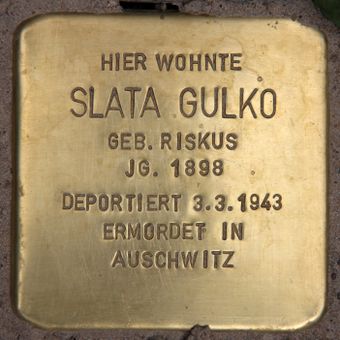 HIER WOHNTE
SLATA GULKO
GEB. RISKUS
JG. 1898
DEPORTIERT 3.3.1943
ERMORDET IN
AUSCHWITZ